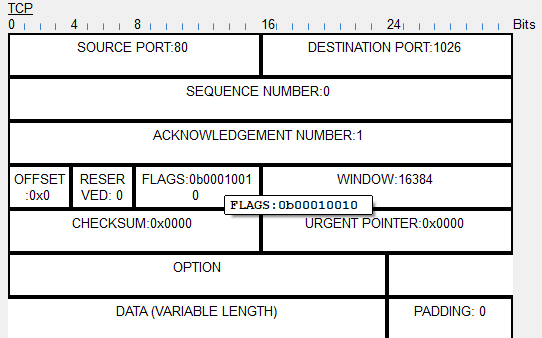 TCP
0 4 8 16 24 Bits
SOURCE PORT:80 DESTINATION PORT:1026
SEQUENCE NUMBER:0
ACKNOWLEDGEMENT NUMBER:1
OFFSET RESER FLAGS:0b0001001 WINDOW:16384
:0x0 VED: 0 0
FLAGS:0b00010010
CHECKSUM:0x0000 URGENT POINTER:0x0000
OPTION
DATA (VARIABLE LENGTH) PADDING: 0